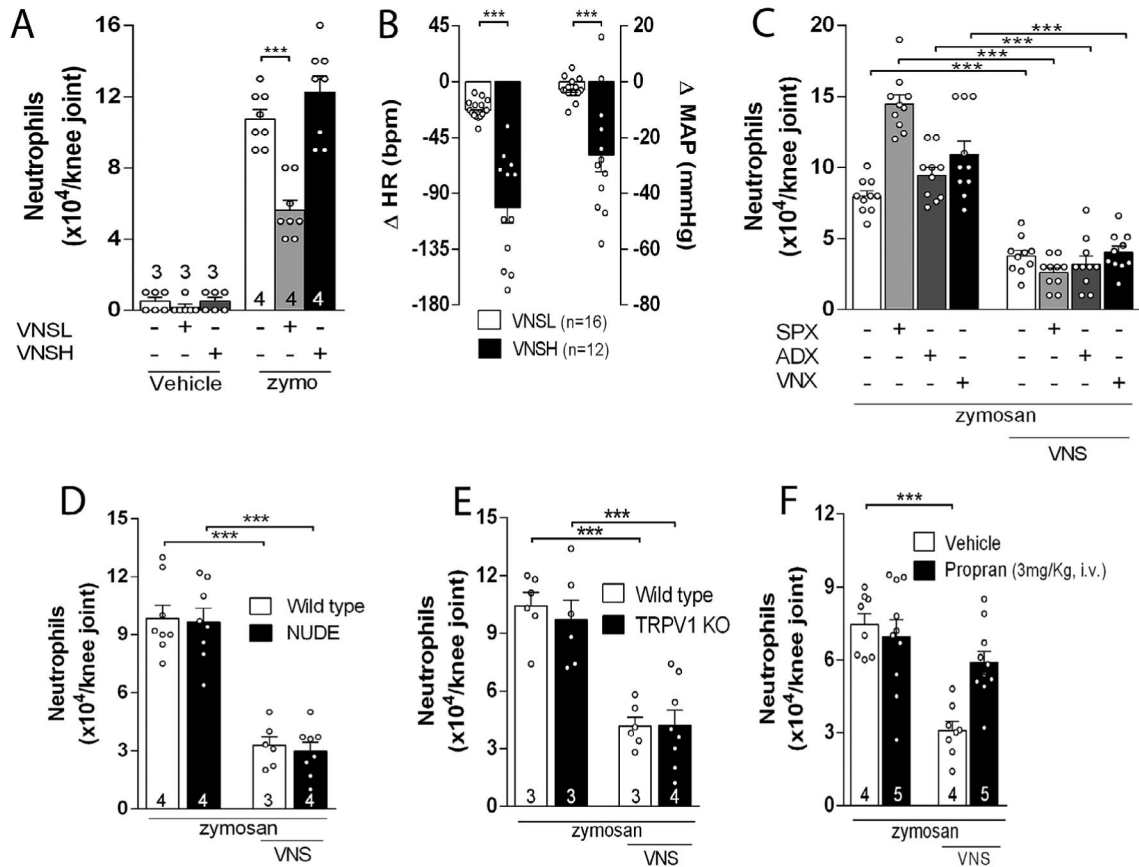 A
Neutrophils
(x10⁴/knee joint)
16
12
8
4
0
3 3 3
***
4 4 4
VNSL - + - - + -
VNSH - - + - - +
Vehicle zymo
B
*** ***
Δ HR (bpm)
45
0
-45
-90
-135
-180
20
0
-20
-40
-60
-80
Δ MAP (mmHg)
VNSL (n=16)
VNSH (n=12)
C
Neutrophils
(x10⁴/knee joint)
20
15
10
5
0
***
***
***
***
SPX - + - - - + - -
ADX - - + - - - + -
VNX - - - + - - - +
zymosan
VNS
D
Neutrophils
(x10⁴/knee joint)
15
12
9
6
3
0
***
***
Wild type
NUDE
4 4 3 4
zymosan
VNS
E
Neutrophils
(x10⁴/knee joint)
15
12
9
6
3
0
***
***
Wild type
TRPV1 KO
3 3 3 4
zymosan
VNS
F
Neutrophils
(x10⁴/knee joint)
12
9
6
3
0
***
Vehicle
Propran (3mg/Kg, i.v.)
4 5 4 5
zymosan
VNS